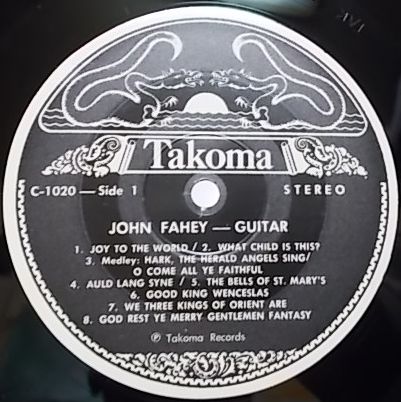 Takoma
C-1020 — Side 1
STEREO
JOHN FAHEY — GUITAR
1. JOY TO THE WORLD / 2. WHAT CHILD IS THIS?
3. Medley: HARK, THE HERALD ANGELS SING/
O COME ALL YE FAITHFUL
4. AULD LANG SYNE / 5. THE BELLS OF ST. MARY'S
6. GOOD KING WENCESLAS
7. WE THREE KINGS OF ORIENT ARE
8. GOD REST YE MERRY GENTLEMEN FANTASY
℗ Takoma Records